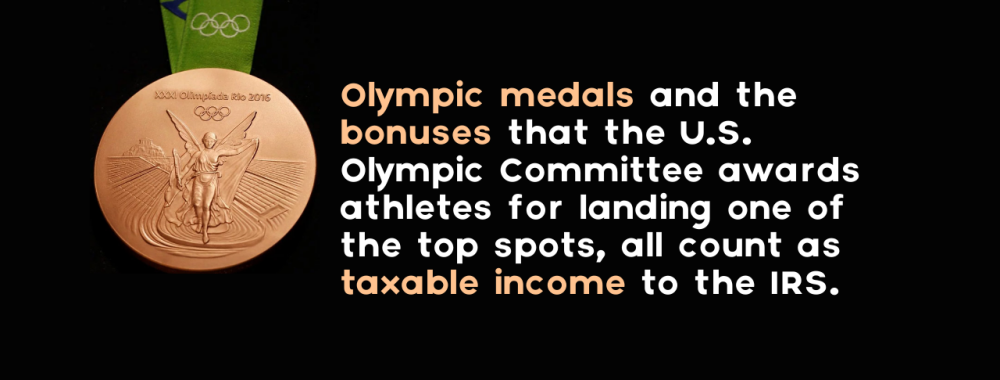 XXXI Olimpíada Rio 2016
Olympic medals and the
bonuses that the U.S.
Olympic Committee awards
athletes for landing one of
the top spots, all count as
taxable income to the IRS.